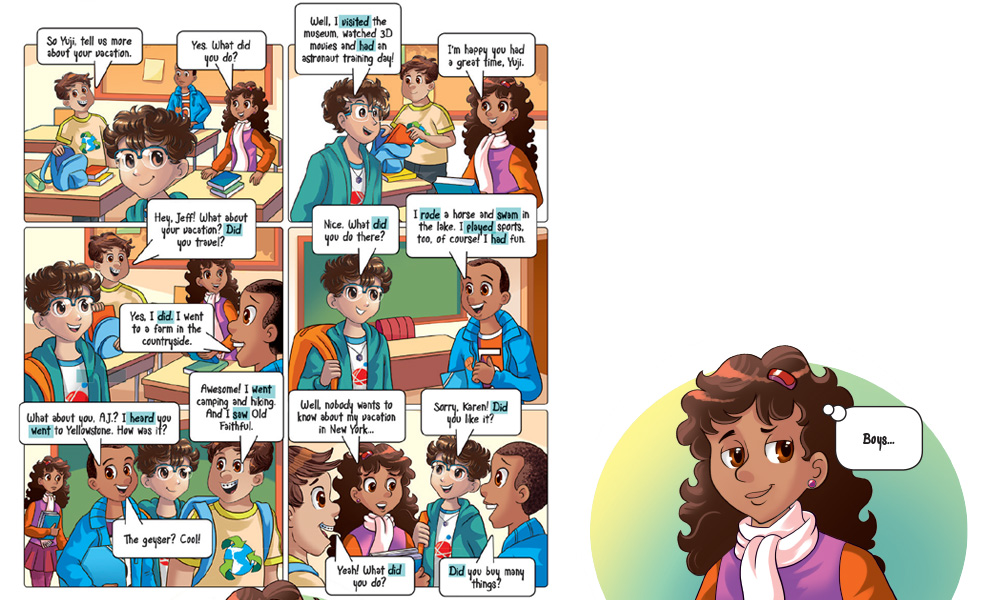 So Yuji, tell us more
about your vacation.
Yes. What did
you do?
Well, I visited the
museum, watched 3D
movies and had an
astronaut training day!
I'm happy you had
a great time, Yuji.
Hey, Jeff! What about
your vacation? Did
you travel?
Yes, I did. I went
to a farm in the
countryside.
Nice. What did
you do there?
I rode a horse and swam in
the lake. I played sports,
too, of course! I had fun.
What about you, A.J.? I heard you
went to Yellowstone. How was it?
Awesome! I went
camping and hiking.
And I saw Old
Faithful.
The geyser? Cool!
Well, nobody wants to
know about my vacation
in New York...
Sorry, Karen! Did
you like it?
Yeah! What did
you do?
Did you buy many
things?
Boys...